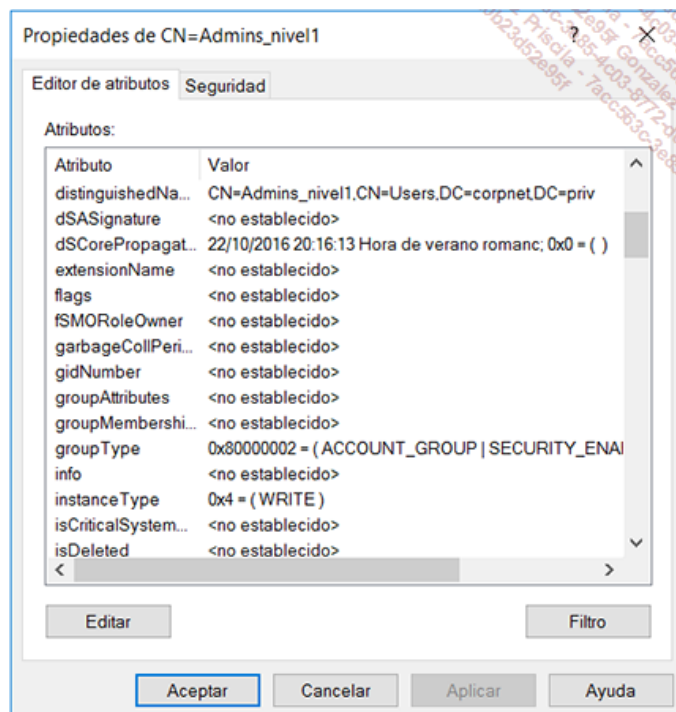 Propiedades de CN=Admins_nivel1 ? ×
Editor de atributos Seguridad
Atributos:
Atributo Valor
distinguishedNa... CN=Admins_nivel1,CN=Users,DC=corpnet,DC=priv
dSASignature <no establecido>
dSCorePropagat... 22/10/2016 20:16:13 Hora de verano romanc; 0x0 = ( )
extensionName <no establecido>
flags <no establecido>
fSMORoleOwner <no establecido>
garbageCollPeri... <no establecido>
gidNumber <no establecido>
groupAttributes <no establecido>
groupMembershi... <no establecido>
groupType 0x80000002 = ( ACCOUNT_GROUP | SECURITY_ENA
info <no establecido>
instanceType 0x4 = ( WRITE )
isCriticalSystem... <no establecido>
isDeleted <no establecido>
Editar Filtro
Aceptar Cancelar Aplicar Ayuda
Priscila
Gonzalez